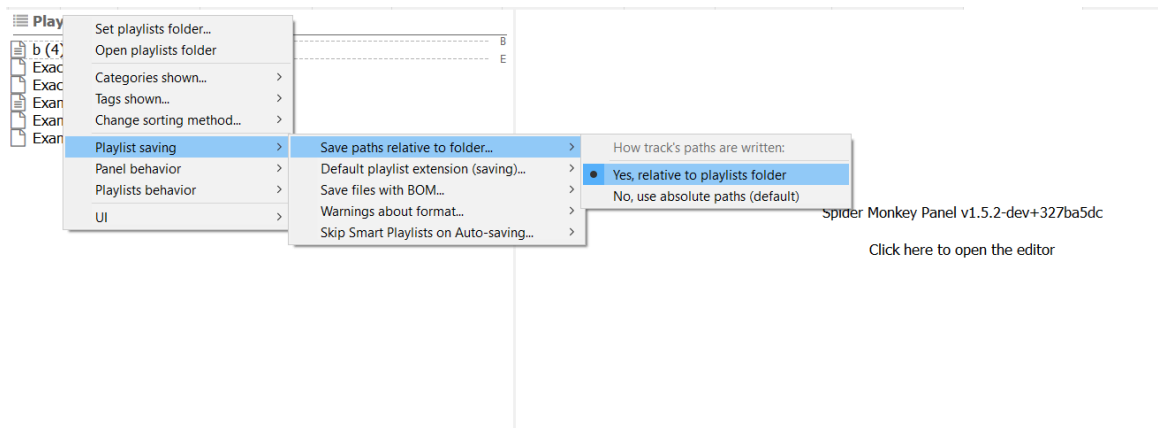 Play
b (4)
B
E
Exac
Exac
Exan
Exan
Exan
Set playlists folder...
Open playlists folder
Categories shown...
Tags shown...
Change sorting method...
Playlist saving
Panel behavior
Playlists behavior
UI
Save paths relative to folder...
Default playlist extension (saving)...
Save files with BOM...
Warnings about format...
Skip Smart Playlists on Auto-saving...
How track's paths are written:
Yes, relative to playlists folder
No, use absolute paths (default)
Spider Monkey Panel v1.5.2-dev+327ba5dc
Click here to open the editor